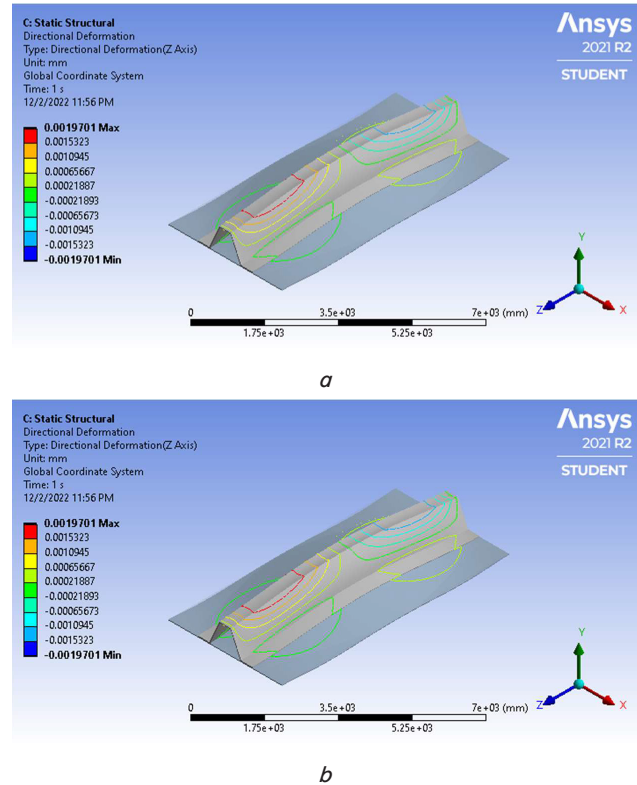 C: Static Structural
Directional Deformation
Type: Directional Deformation(Z Axis)
Unit: mm
Global Coordinate System
Time: 1 s
12/2/2022 11:56 PM
0.0019701 Max
0.0015323
0.0010945
0.00065667
0.00021887
-0.00021893
-0.00065673
-0.0010945
-0.0015323
-0.0019701 Min
Ansys
2021 R2
STUDENT
Y
Z
X
0 3.5e+03 7e+03 (mm)
1.75e+03 5.25e+03
a
C: Static Structural
Directional Deformation
Type: Directional Deformation(Z Axis)
Unit: mm
Global Coordinate System
Time: 1 s
12/2/2022 11:56 PM
0.0019701 Max
0.0015323
0.0010945
0.00065667
0.00021887
-0.00021893
-0.00065673
-0.0010945
-0.0015323
-0.0019701 Min
Ansys
2021 R2
STUDENT
Y
Z
X
0 3.5e+03 7e+03 (mm)
1.75e+03 5.25e+03
b